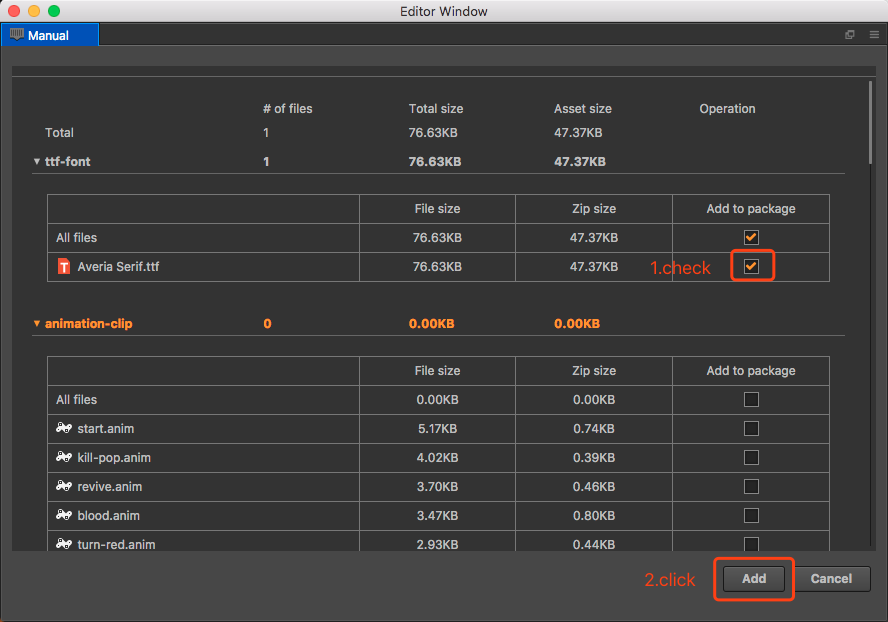 Editor Window
Manual
# of files Total size Asset size Operation
Total 1 76.63KB 47.37KB
ttf-font 1 76.63KB 47.37KB
File size Zip size Add to package
All files 76.63KB 47.37KB
T Averia Serif.ttf 76.63KB 47.37KB 1.check
animation-clip 0 0.00KB 0.00KB
File size Zip size Add to package
All files 0.00KB 0.00KB
start.anim 5.17KB 0.74KB
kill-pop.anim 4.02KB 0.39KB
revive.anim 3.70KB 0.46KB
blood.anim 3.47KB 0.80KB
turn-red.anim 2.93KB 0.44KB
2.click Add Cancel